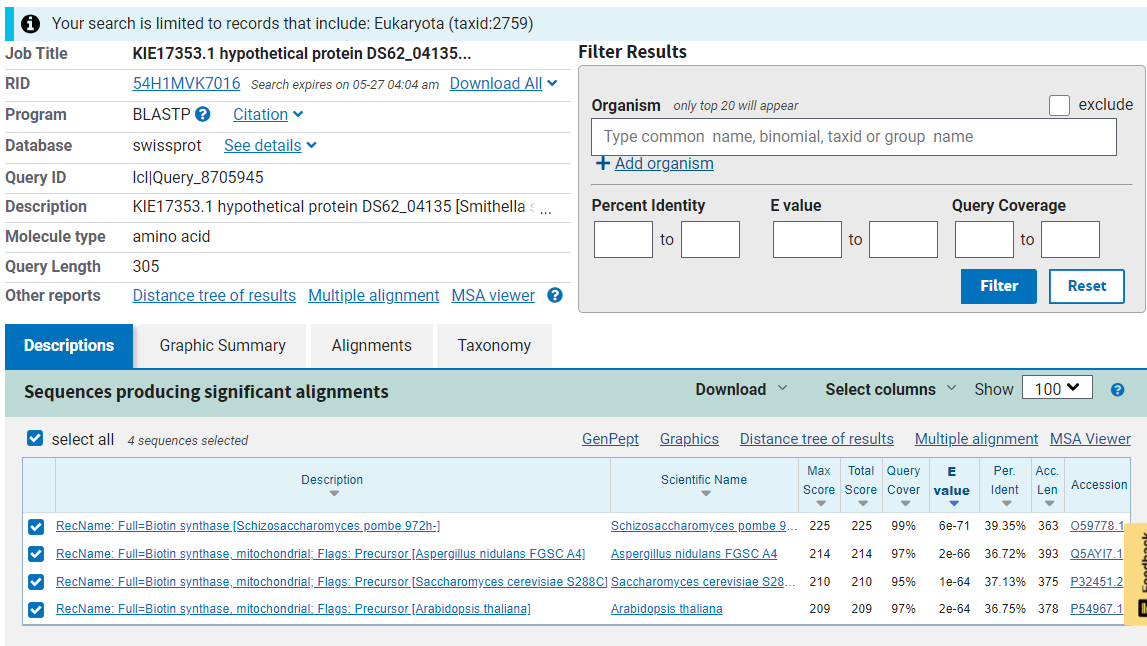 Your search is limited to records that include: Eukaryota (taxid:2759)
Job Title KIE17353.1 hypothetical protein DS62_04135...
RID 54H1MVK7016 Search expires on 05-27 04:04 am Download All
Program BLASTP Citation
Database swissprot See details
Query ID lcl|Query_8705945
Description KIE17353.1 hypothetical protein DS62_04135 [Smithella s ...
Molecule type amino acid
Query Length 305
Other reports Distance tree of results Multiple alignment MSA viewer
Filter Results
Organism only top 20 will appear exclude
Type common name, binomial, taxid or group name
+ Add organism
Percent Identity E value Query Coverage
to to to
Filter Reset
Descriptions Graphic Summary Alignments Taxonomy
Sequences producing significant alignments Download Select columns Show 100
select all 4 sequences selected GenPept Graphics Distance tree of results Multiple alignment MSA Viewer
Description Scientific Name Max Score Total Score Query Cover E value Per. Ident Acc. Len Accession
RecName: Full=Biotin synthase [Schizosaccharomyces pombe 972h-] Schizosaccharomyces pombe 9... 225 225 99% 6e-71 39.35% 363 O59778.1
RecName: Full=Biotin synthase, mitochondrial; Flags: Precursor [Aspergillus nidulans FGSC A4] Aspergillus nidulans FGSC A4 214 214 97% 2e-66 36.72% 393 Q5AYI7.1
RecName: Full=Biotin synthase, mitochondrial; Flags: Precursor [Saccharomyces cerevisiae S288C] Saccharomyces cerevisiae S28... 210 210 95% 1e-64 37.13% 375 P32451.2
RecName: Full=Biotin synthase, mitochondrial; Flags: Precursor [Arabidopsis thaliana] Arabidopsis thaliana 209 209 97% 2e-64 36.75% 378 P54967.1
Feedback